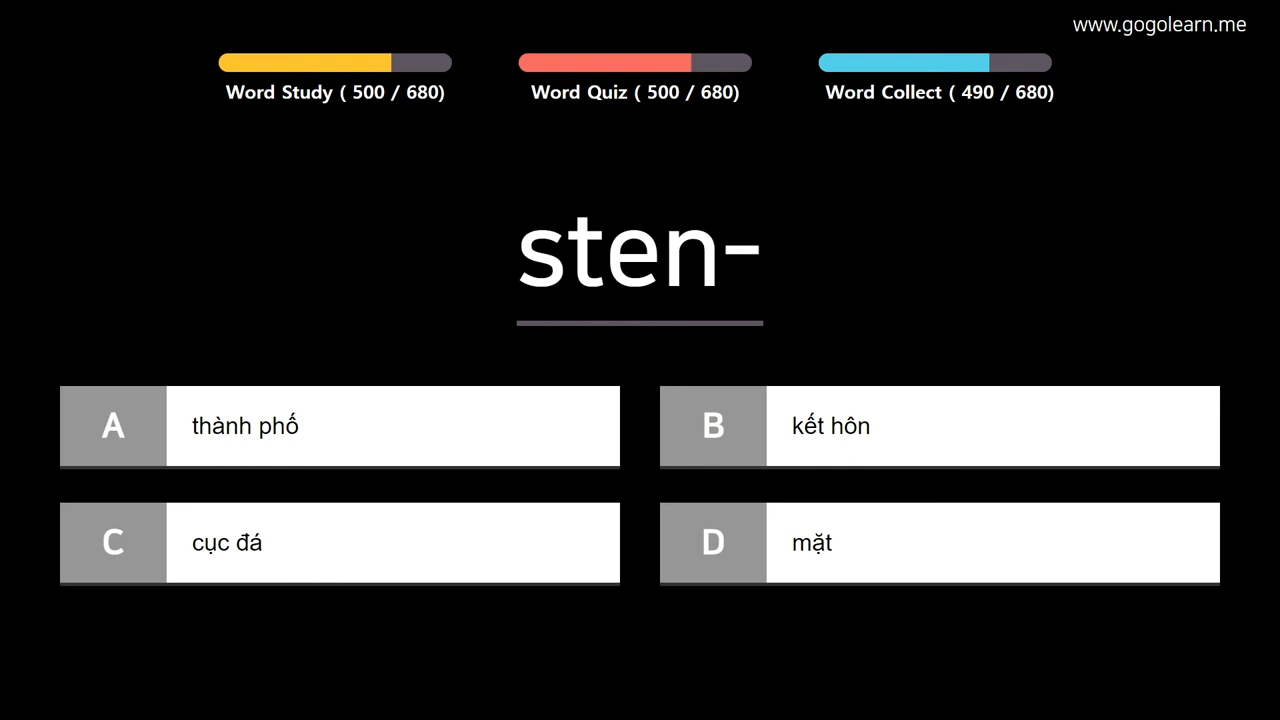 www.gogolearn.me
Word Study ( 500 / 680)
Word Quiz ( 500 / 680)
Word Collect ( 490 / 680)
sten-
A thành phố
B kết hôn
C cục đá
D mặt